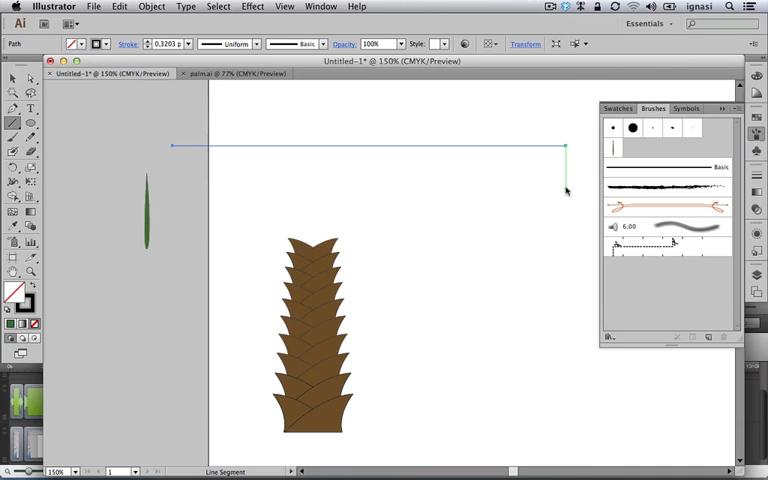 Illustrator File Edit Object Type Select Effect View Window Help ignasi
Ai Essentials
Path Stroke: 0,3203 p Uniform Basic Opacity: 100% Style: Transform
Untitled-1* @ 150% (CMYK/Preview)
× Untitled-1* @ 150% (CMYK/Preview) × palm.ai @ 77% (CMYK/Preview)
Swatches Brushes Symbols
Basic
6,00
150% 1 Line Segment